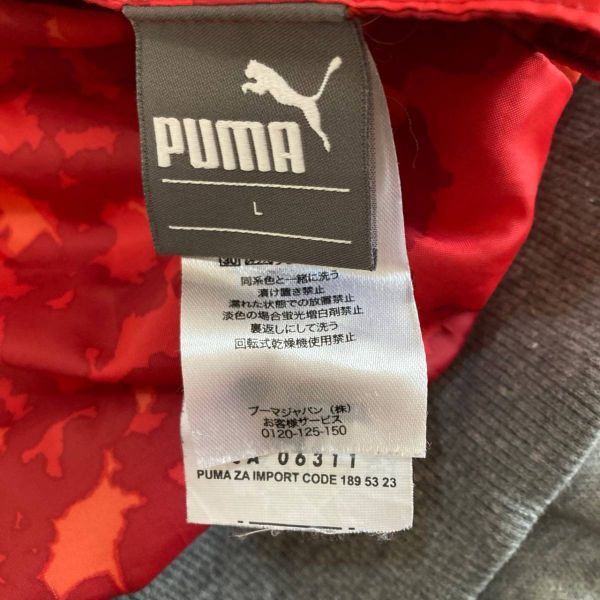 PUMA
L
同系色と一緒に洗う
漬け置き禁止
濡れた状態での放置禁止
淡色の場合蛍光増白剤禁止
裏返しにして洗う
回転式乾燥機使用禁止
プーマジャパン（株）
お客様サービス
0120-125-150
06311
PUMA ZA IMPORT CODE 189 53 23